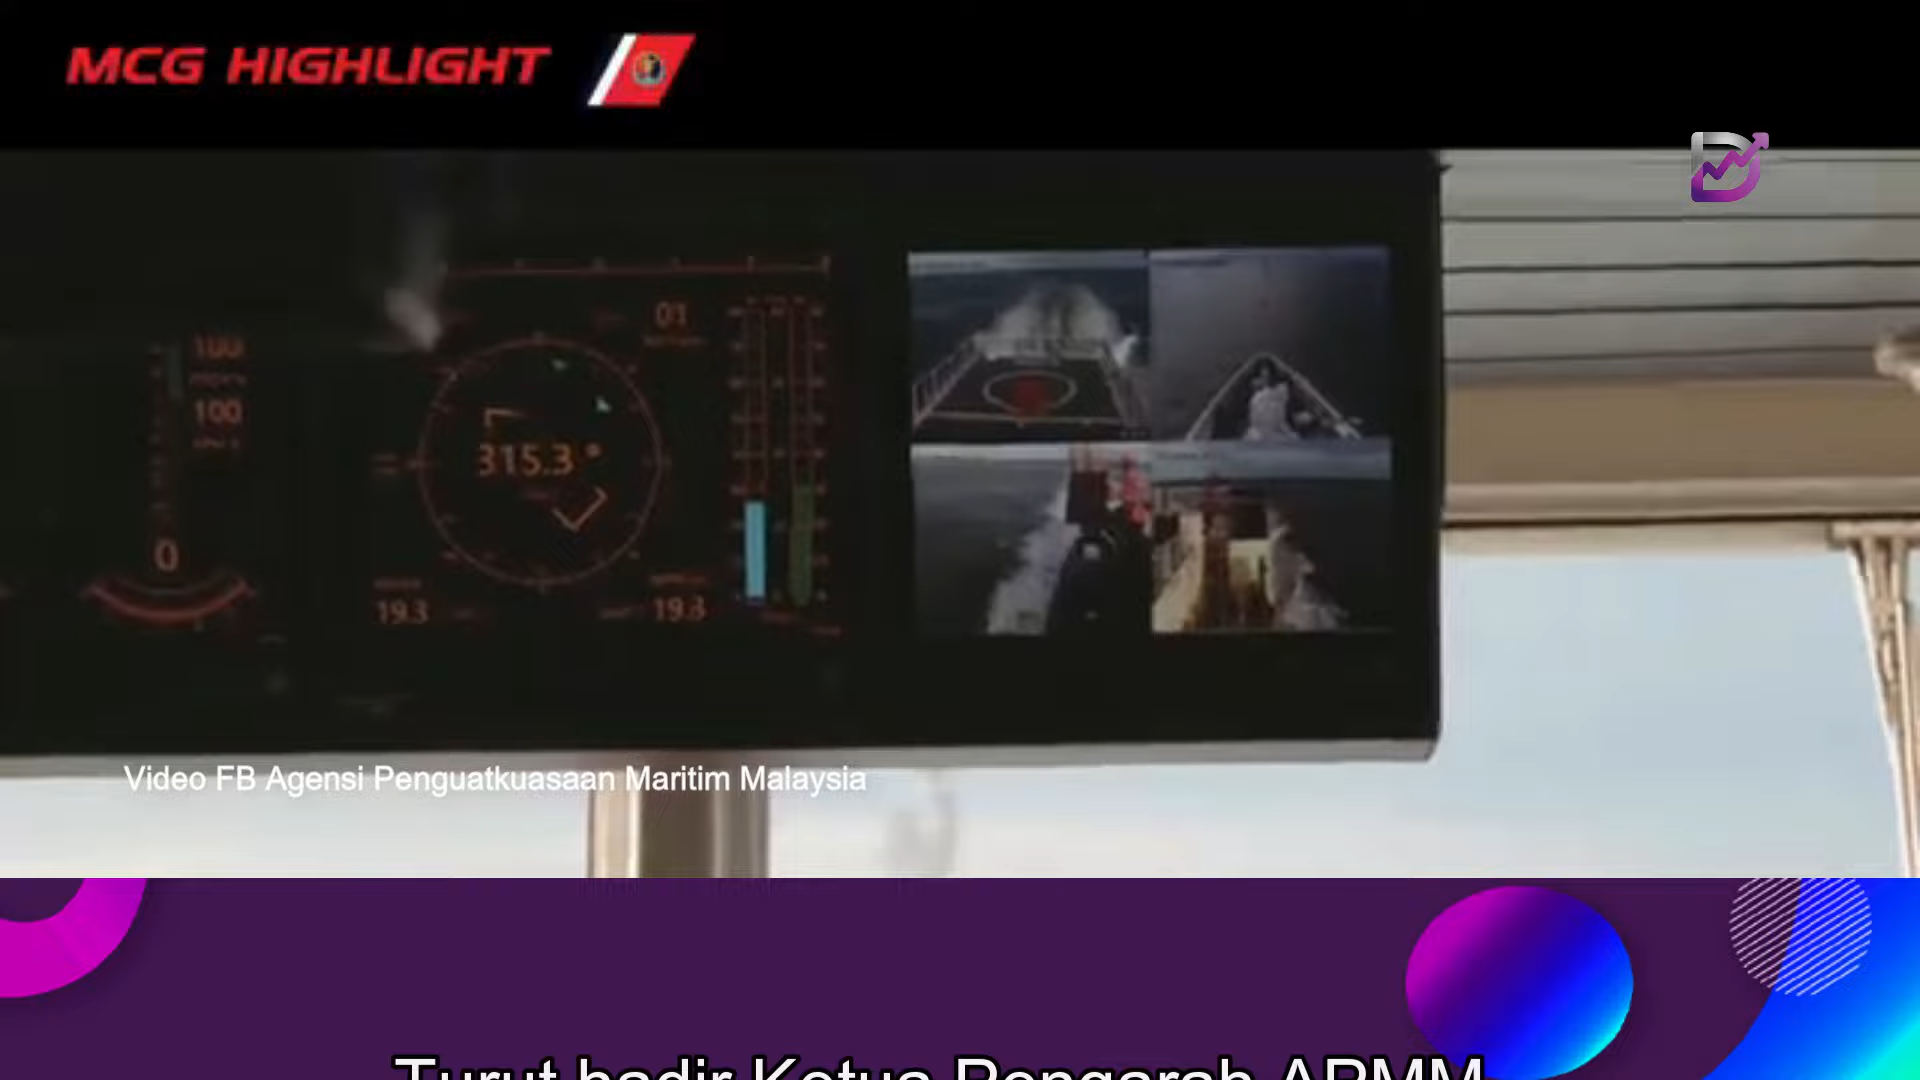 MCG HIGHLIGHT
100
100
0
01
315.3°
19.3
19.3
Video FB Agensi Penguatkuasaan Maritim Malaysia
Turut hadir Ketua Pengarah APMM